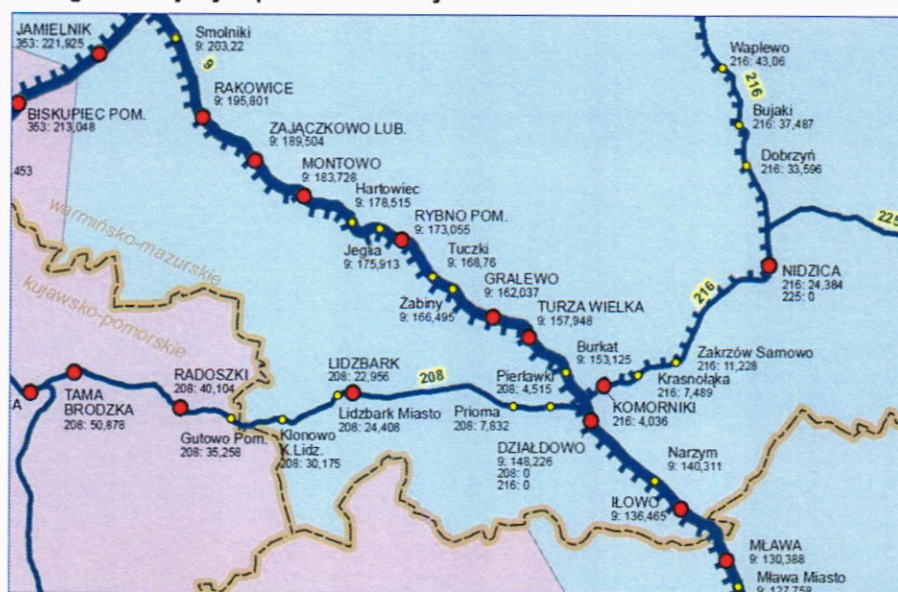 JAMIELNIK
353: 221,925
Smolniki
9: 203,22
9
RAKOWICE
9: 195,801
BISKUPIEC POM.
353: 213,048
ZAJĄCZKOWO LUB.
9: 189,504
MONTOWO
9: 183,728
453
Hartowiec
9: 178,515
RYBNO POM.
9: 173,055
Jeglia
9: 175,913
Tuczki
9: 168,76
GRALEWO
9: 162,037
Żabiny
9: 166,495
TURZA WIELKA
9: 157,948
Waplewo
216: 43,06
216
Bujaki
216: 37,487
Dobrzyń
216: 33,596
225
NIDZICA
216: 24,384
225: 0
216
warmińsko-mazurskie
kujawsko-pomorskie
Burkat
9: 153,125
Zakrzów Sarnowo
216: 11,228
Krasnołąka
216: 7,489
KOMORNIKI
216: 4,036
Pierławki
208: 4,515
Prioma
208: 7,832
208
LIDZBARK
208: 22,956
Lidzbark Miasto
208: 24,408
RADOSZKI
208: 40,104
A
TAMA
BRODZKA
208: 50,878
Gutowo Pom.
208: 35,258
Klonowo
K.Lidz.
208: 30,175
DZIAŁDOWO
9: 148,226
208: 0
216: 0
Narzym
9: 140,311
IŁOWO
9: 136,465
MŁAWA
9: 130,388
Mława Miasto
9: 127,758